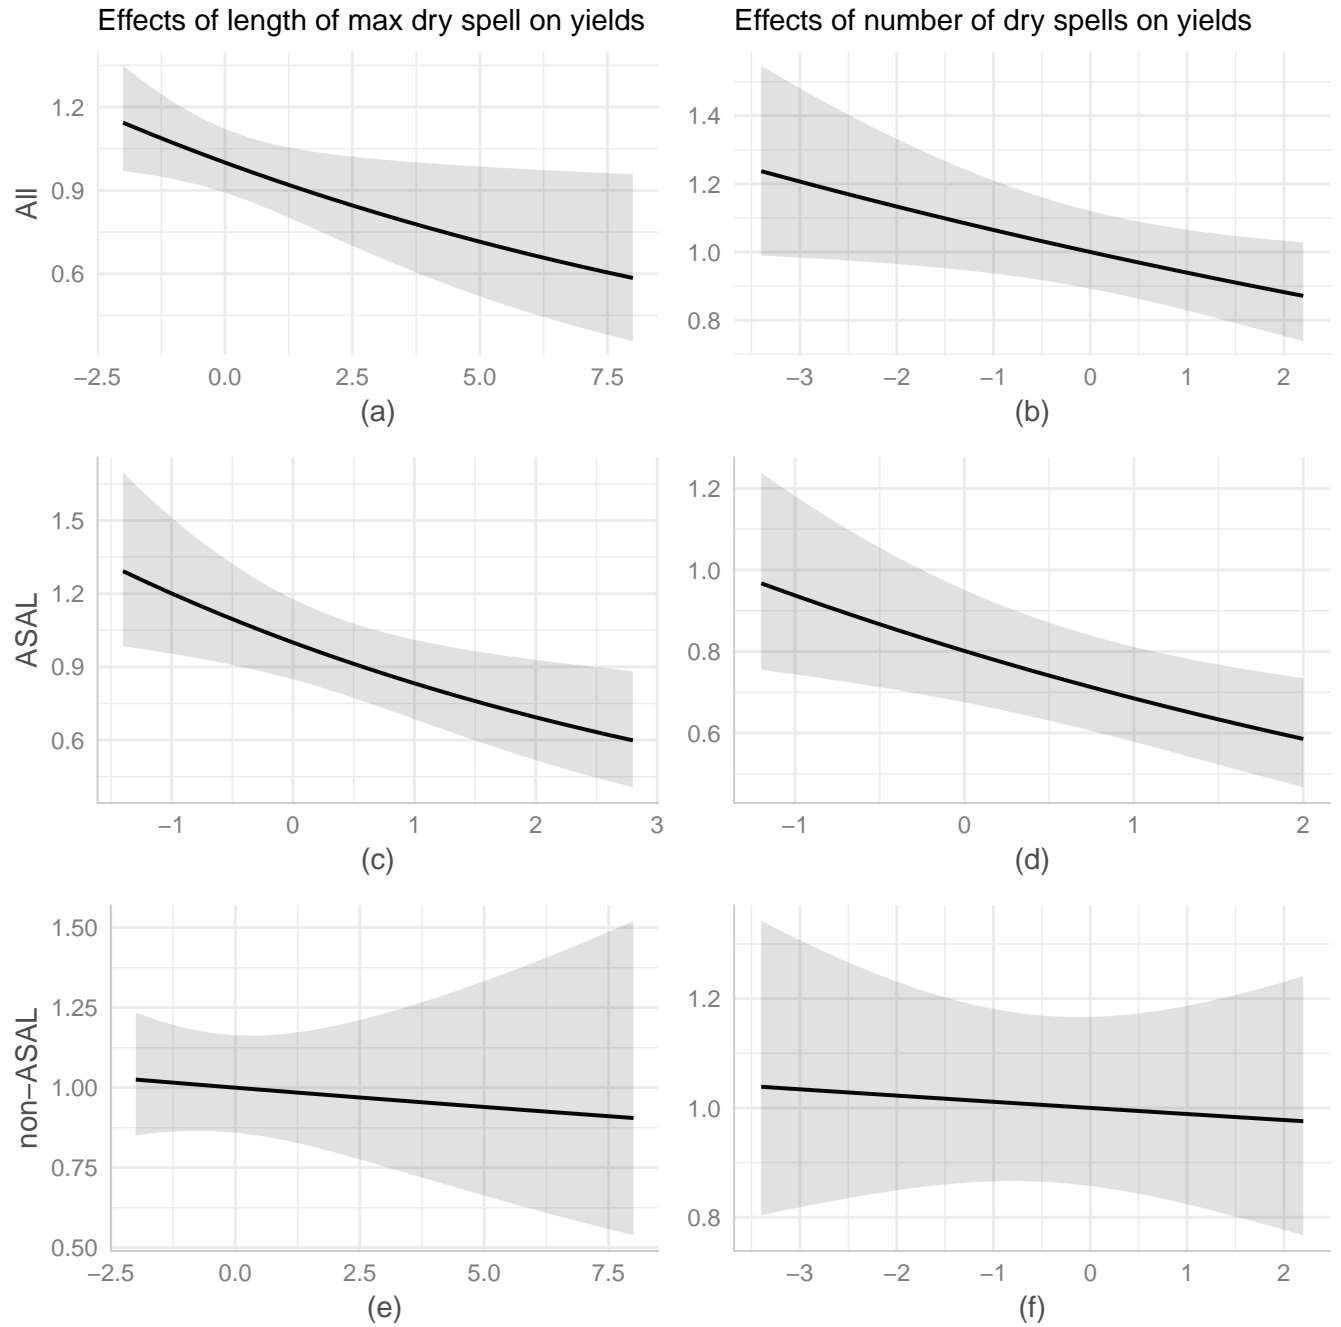 Effects of length of max dry spell on yields
Effects of number of dry spells on yields
All
1.2
0.9
0.6
−2.5 0.0 2.5 5.0 7.5
(a)
1.4
1.2
1.0
0.8
−3 −2 −1 0 1 2
(b)
ASAL
1.5
1.2
0.9
0.6
−1 0 1 2 3
(c)
1.2
1.0
0.8
0.6
−1 0 1 2
(d)
non−ASAL
1.50
1.25
1.00
0.75
0.50
−2.5 0.0 2.5 5.0 7.5
(e)
1.2
1.0
0.8
−3 −2 −1 0 1 2
(f)